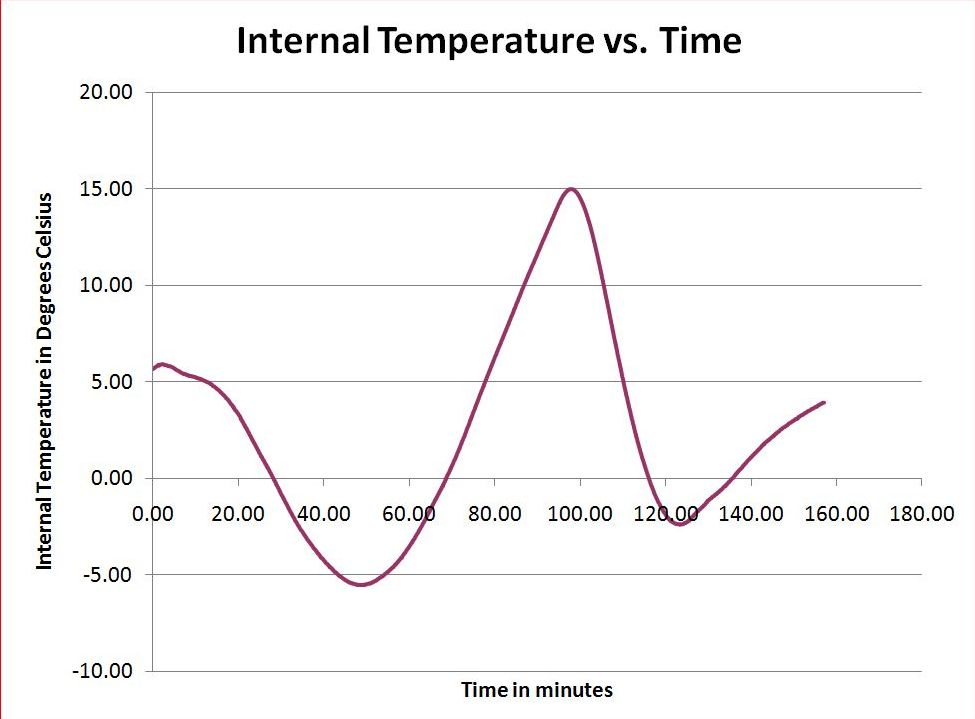 Internal Temperature vs. Time
20.00
15.00
10.00
5.00
0.00
-5.00
-10.00
Internal Temperature in Degrees Celsius
0.00 20.00 40.00 60.00 80.00 100.00 120.00 140.00 160.00 180.00
Time in minutes